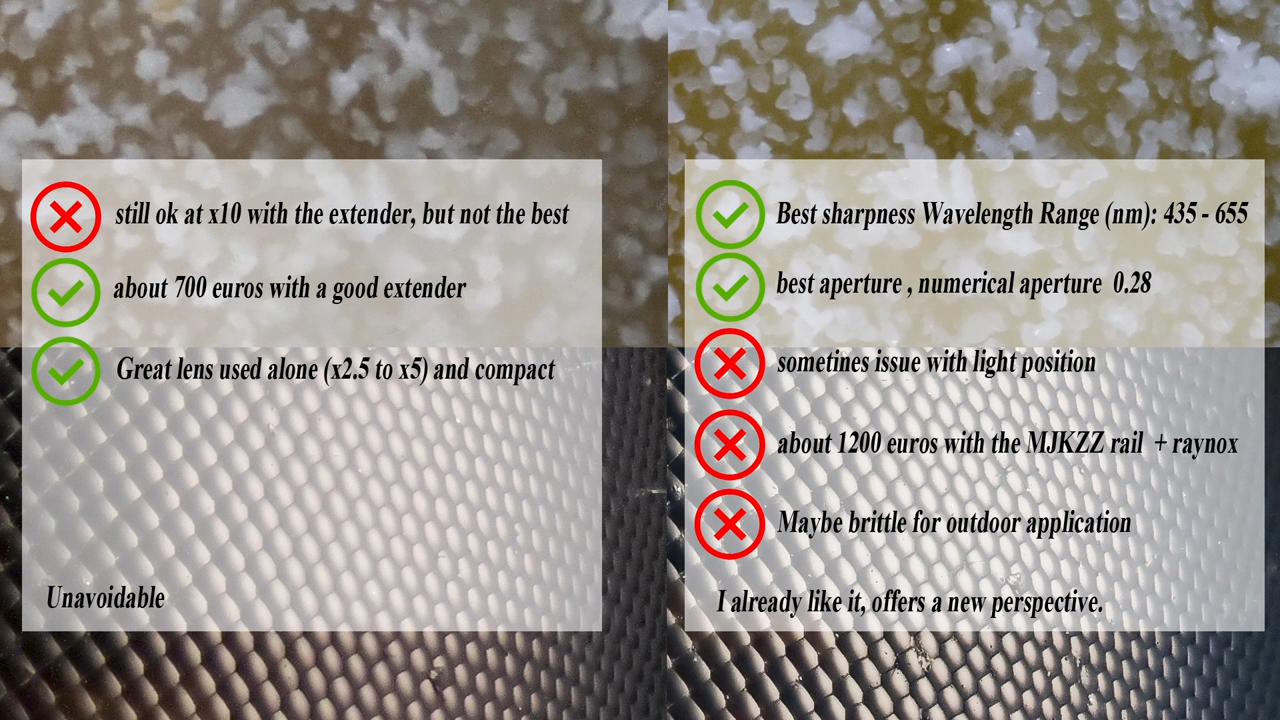 still ok at x10 with the extender, but not the best
about 700 euros with a good extender
Great lens used alone (x2.5 to x5) and compact
Unavoidable
Best sharpness Wavelength Range (nm): 435 - 655
best aperture , numerical aperture 0.28
sometines issue with light position
about 1200 euros with the MJKZZ rail + raynox
Maybe brittle for outdoor application
I already like it, offers a new perspective.